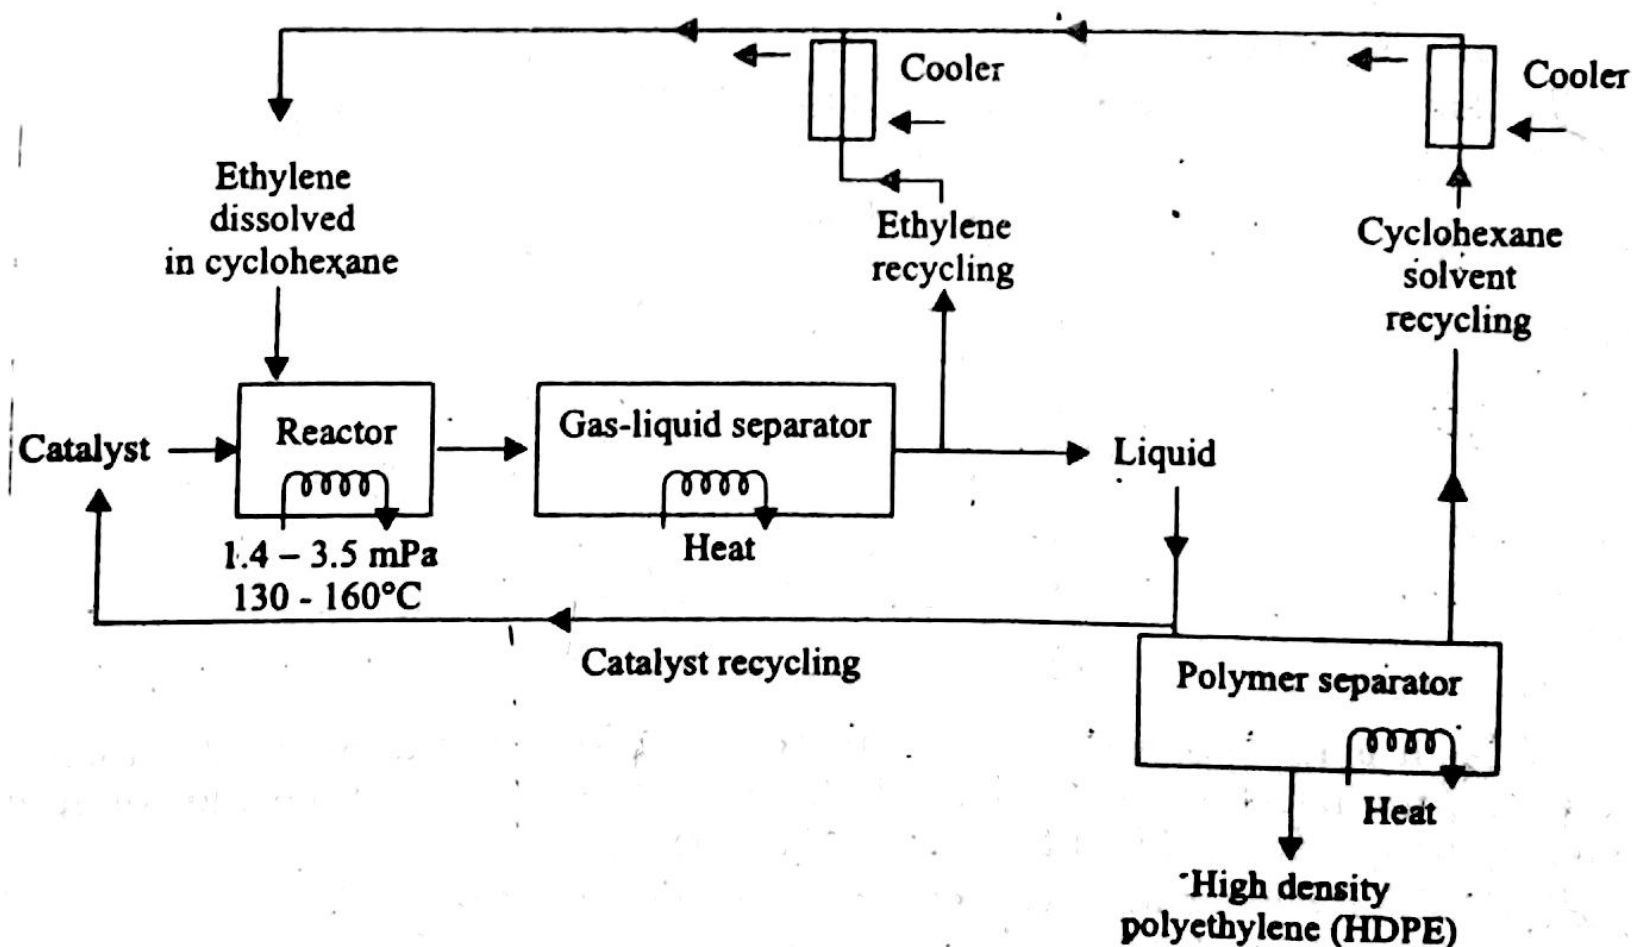 Cooler
Cooler
Ethylene
dissolved
in cyclohexane
Ethylene
recycling
Cyclohexane
solvent
recycling
Catalyst
Reactor
Gas-liquid separator
Liquid
1.4 – 3.5 mPa
130 - 160°C
Heat
Catalyst recycling
Polymer separator
Heat
High density
polyethylene (HDPE)